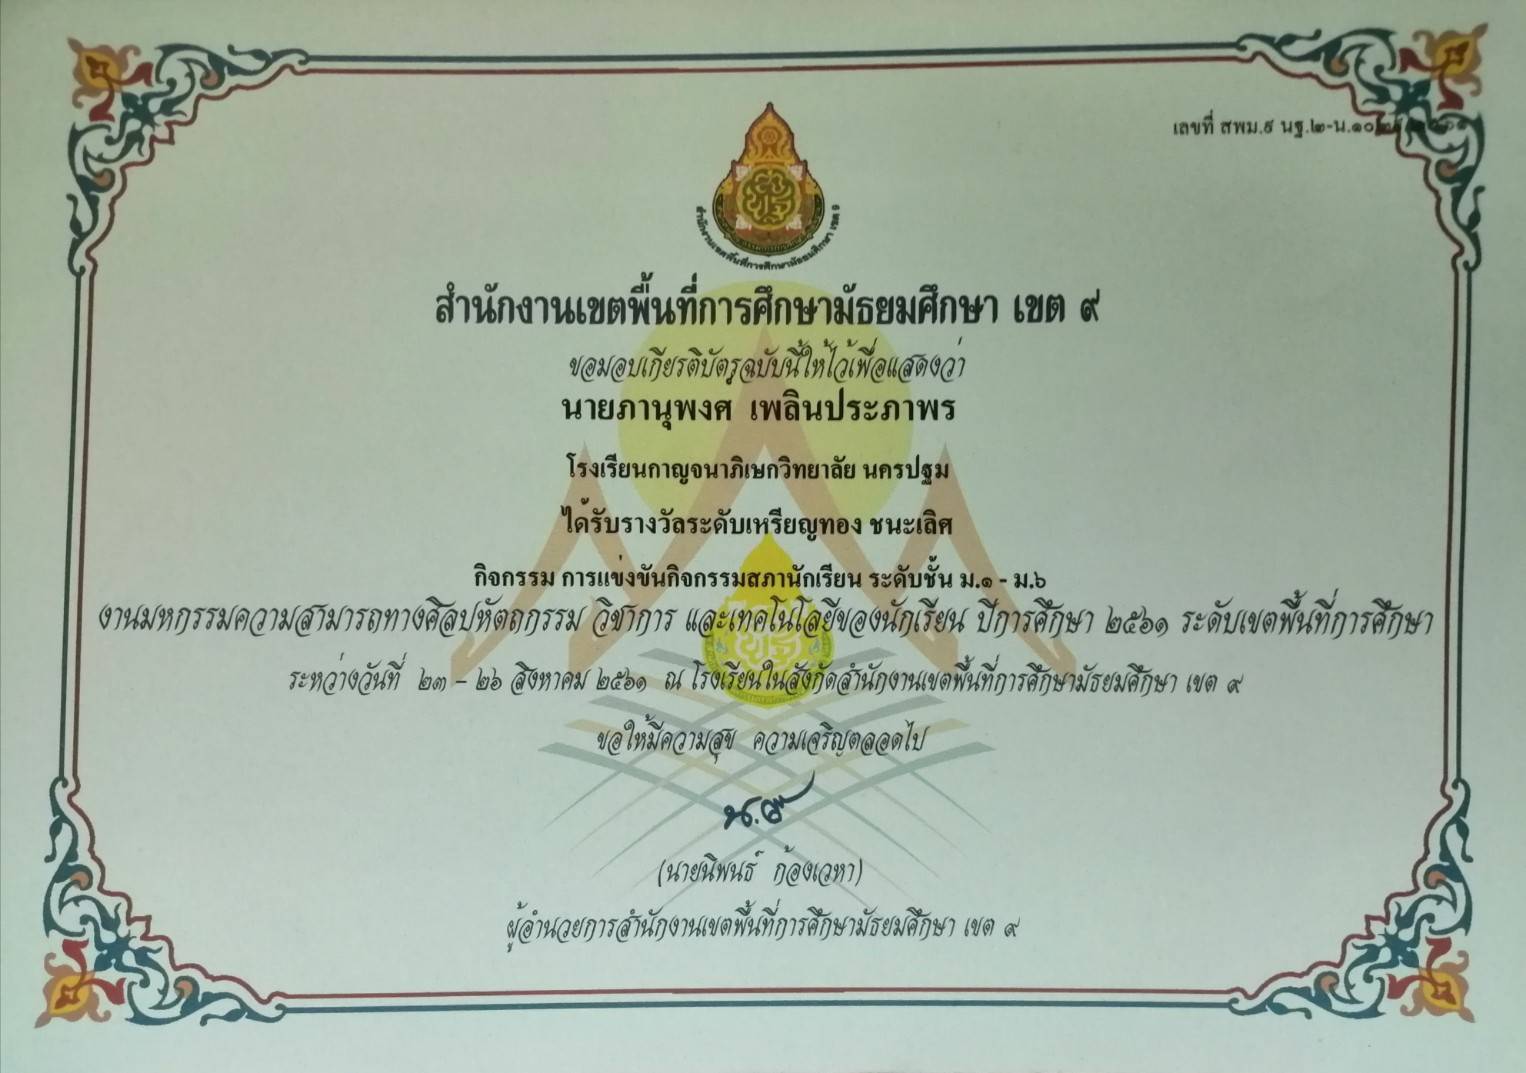 เลขที่ สพม.๙ นฐ.๒-น.๑๐
สำนักงานเขตพื้นที่การศึกษามัธยมศึกษา เขต 9
สำนักงานเขตพื้นที่การศึกษามัธยมศึกษา เขต ๙
ขอมอบเกียรติบัตรฉบับนี้ให้ไว้เพื่อแสดงว่า
นายภานุพงศ์ เพลินประภาพร
โรงเรียนกาญจนาภิเษกวิทยาลัย นครปฐม
ได้รับรางวัลระดับเหรียญทอง ชนะเลิศ
กิจกรรม การแข่งขันกิจกรรมสภานักเรียน ระดับชั้น ม.๑ - ม.๖
งานมหกรรมความสามารถทางศิลปหัตถกรรม วิชาการ และเทคโนโลยีของนักเรียน ปีการศึกษา ๒๕๖๑ ระดับเขตพื้นที่การศึกษา
ระหว่างวันที่ ๒๓ – ๒๖ สิงหาคม ๒๕๖๑ ณ โรงเรียนในสังกัดสำนักงานเขตพื้นที่การศึกษามัธยมศึกษา เขต ๙
ขอให้มีความสุข ความเจริญตลอดไป
(นายนิพนธ์ ก้องเวหา)
ผู้อำนวยการสำนักงานเขตพื้นที่การศึกษามัธยมศึกษา เขต ๙